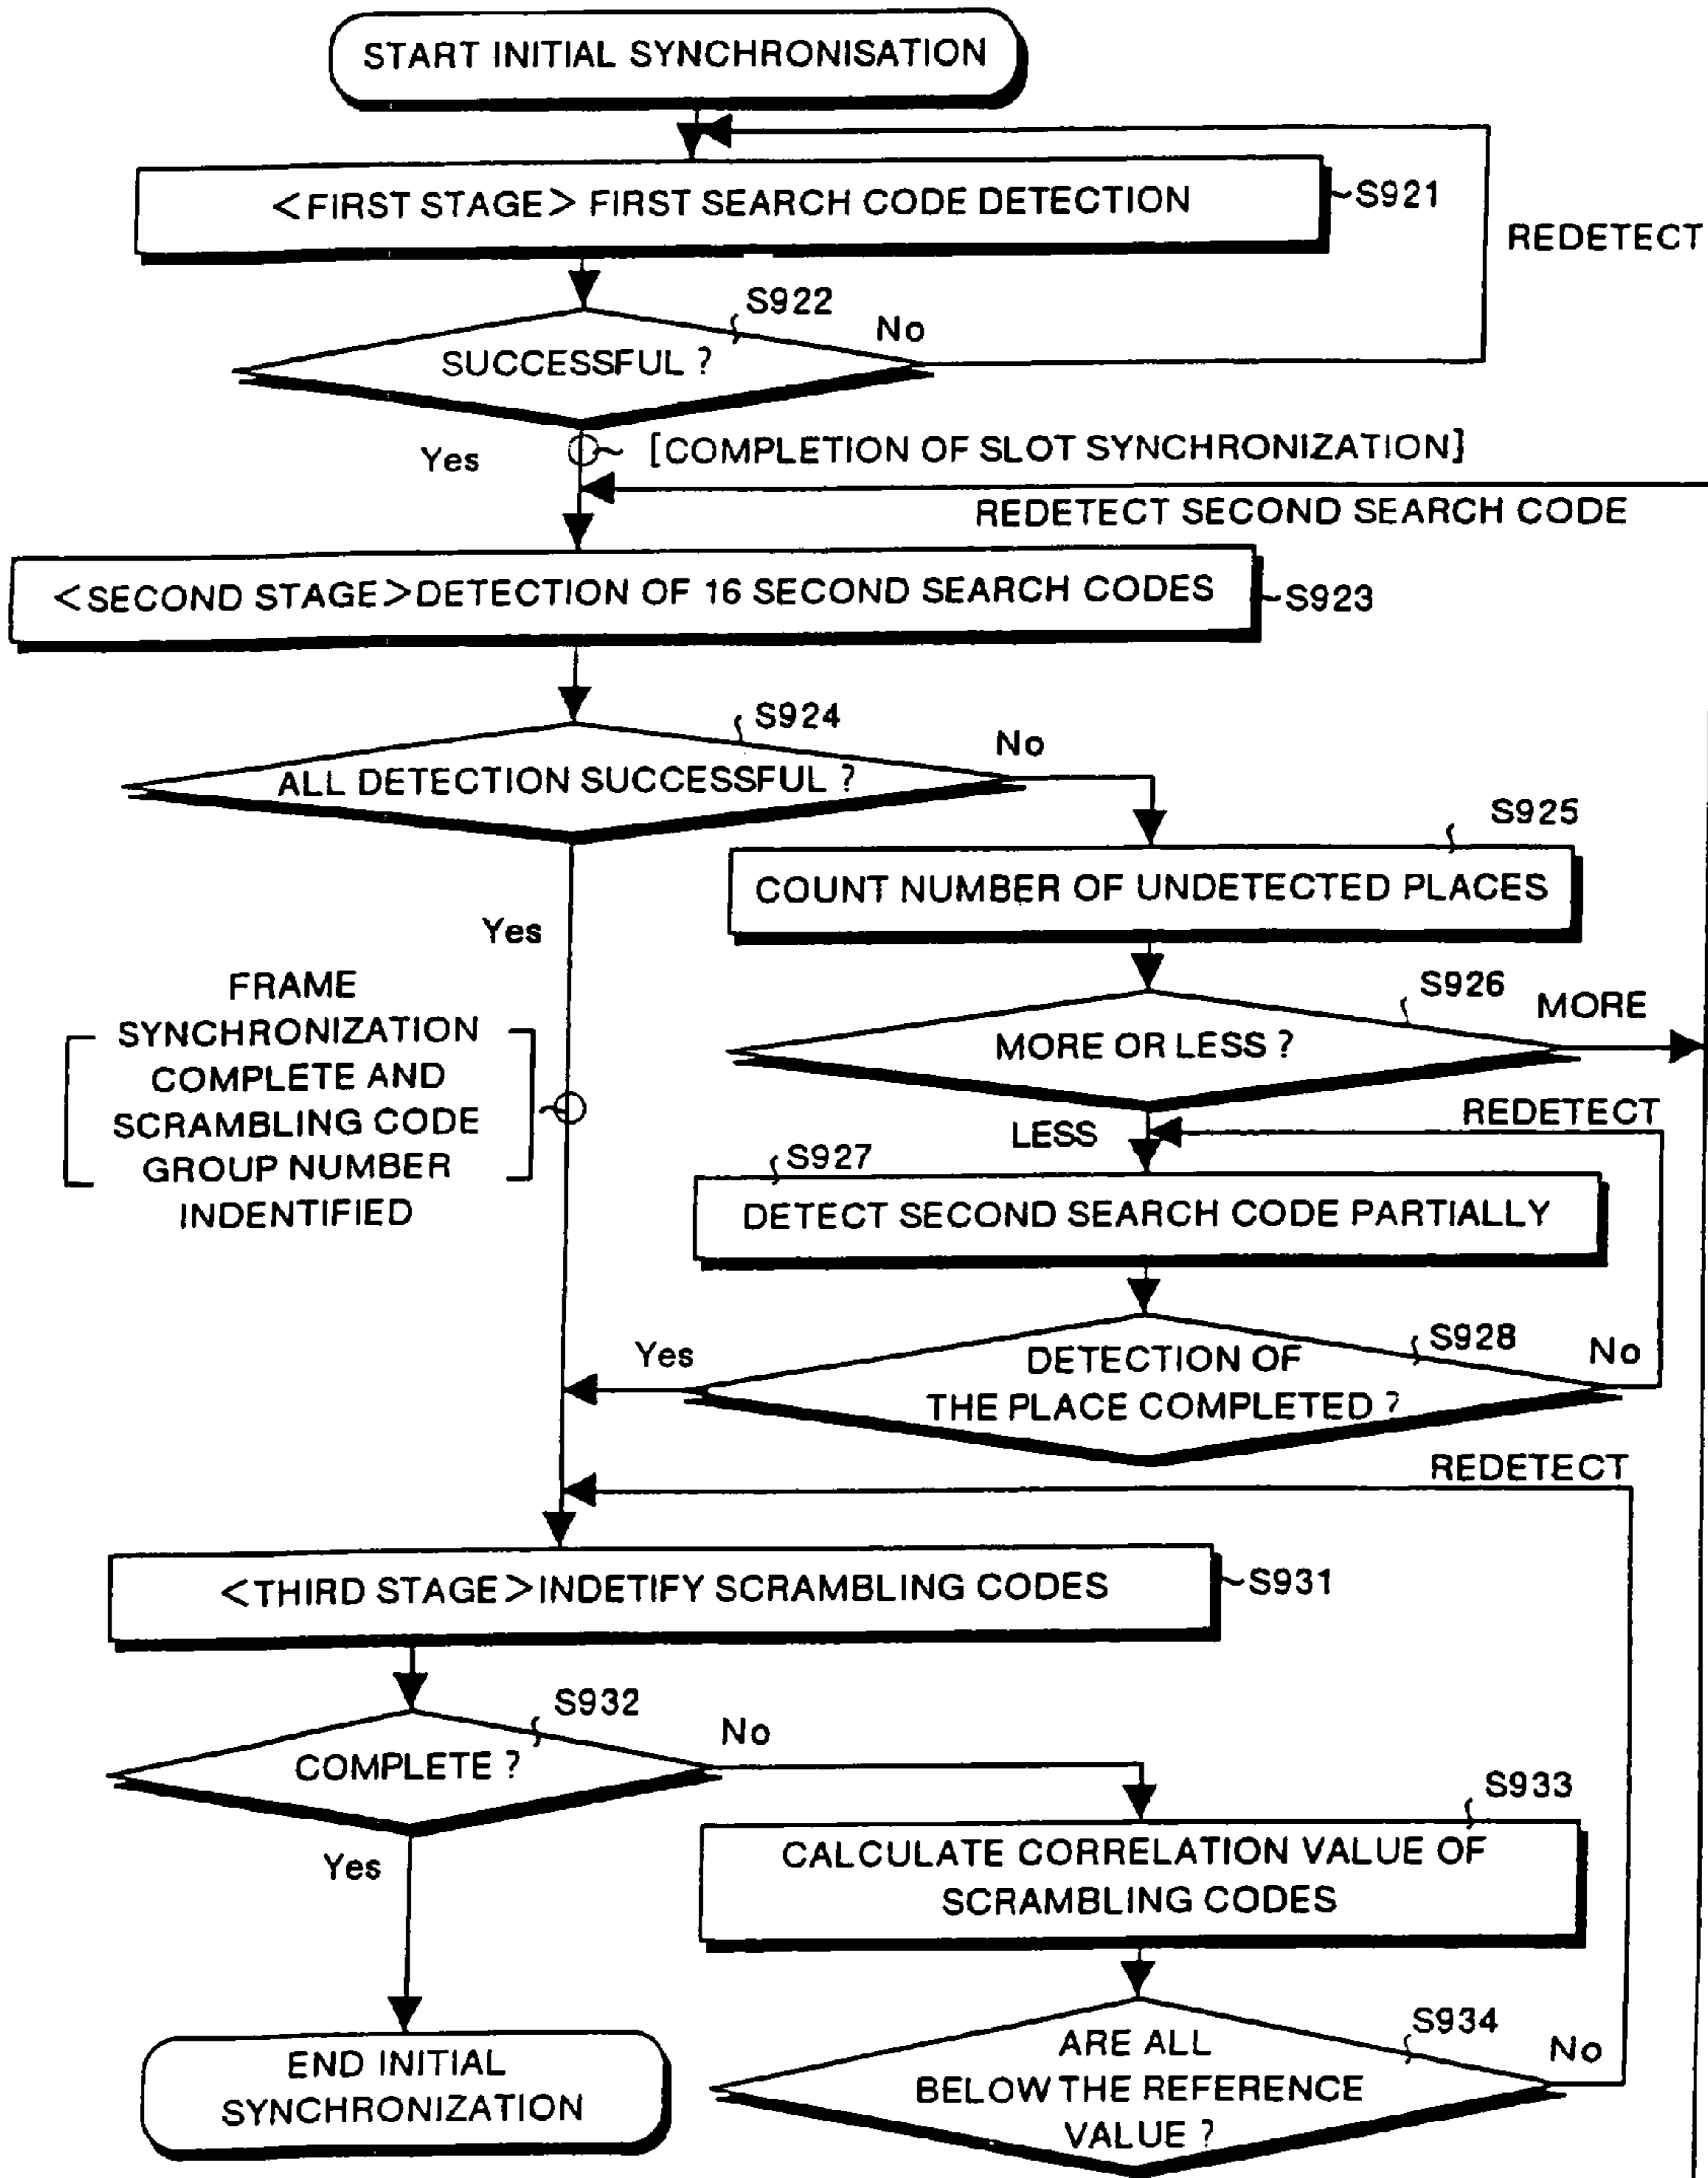 START INITIAL SYNCHRONISATION
<FIRST STAGE> FIRST SEARCH CODE DETECTION
S921
REDETECT
S922
No
SUCCESSFUL ?
Yes
[COMPLETION OF SLOT SYNCHRONIZATION]
REDETECT SECOND SEARCH CODE
<SECOND STAGE>DETECTION OF 16 SECOND SEARCH CODES
S923
S924
No
ALL DETECTION SUCCESSFUL ?
S925
COUNT NUMBER OF UNDETECTED PLACES
Yes
FRAME
SYNCHRONIZATION
COMPLETE AND
SCRAMBLING CODE
GROUP NUMBER
INDENTIFIED
S926
MORE
MORE OR LESS ?
REDETECT
LESS
S927
DETECT SECOND SEARCH CODE PARTIALLY
S928
Yes
No
DETECTION OF
THE PLACE COMPLETED ?
REDETECT
<THIRD STAGE>INDETIFY SCRAMBLING CODES
S931
S932
No
COMPLETE ?
S933
CALCULATE CORRELATION VALUE OF
SCRAMBLING CODES
Yes
S934
No
ARE ALL
BELOW THE REFERENCE
VALUE ?
END INITIAL
SYNCHRONIZATION